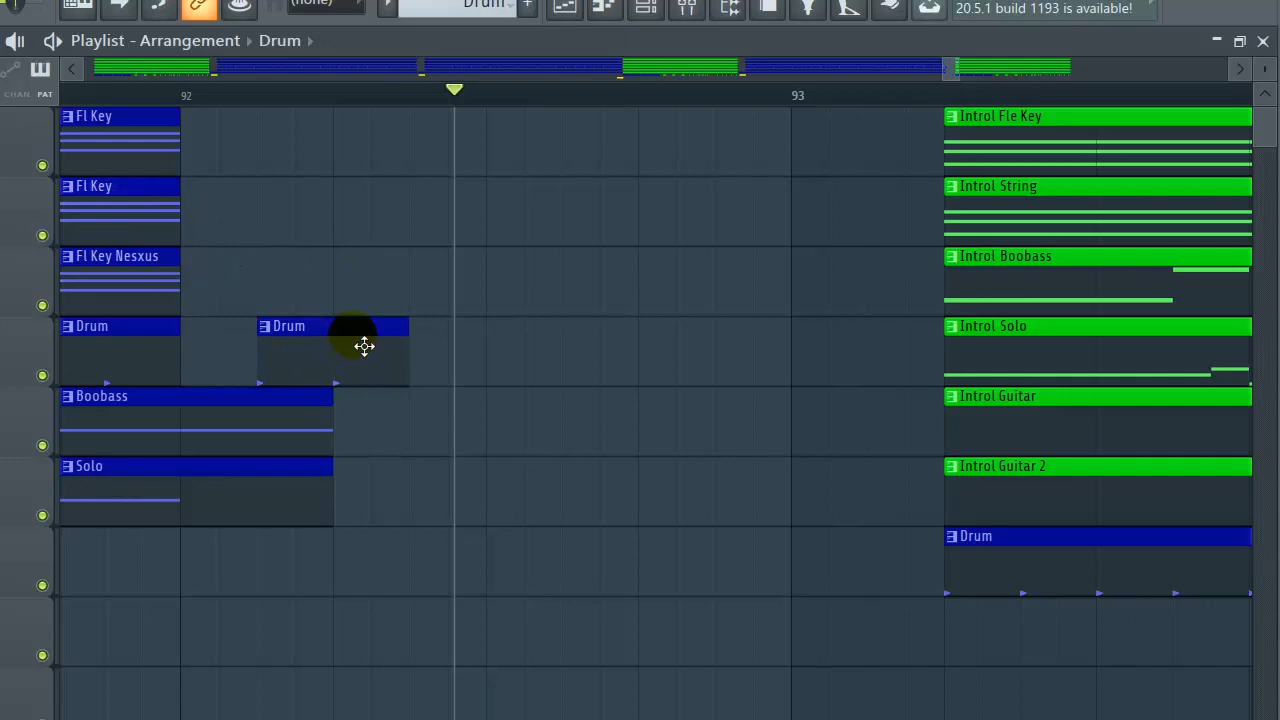 (none)
Drum
20.5.1 build 1193 is available!
Playlist - Arrangement › Drum ›
CHAN PAT
92
93
Fl Key
Introl Fle Key
Fl Key
Introl String
Fl Key Nesxus
Introl Boobass
Drum
Drum
Introl Solo
Boobass
Introl Guitar
Solo
Introl Guitar 2
Drum